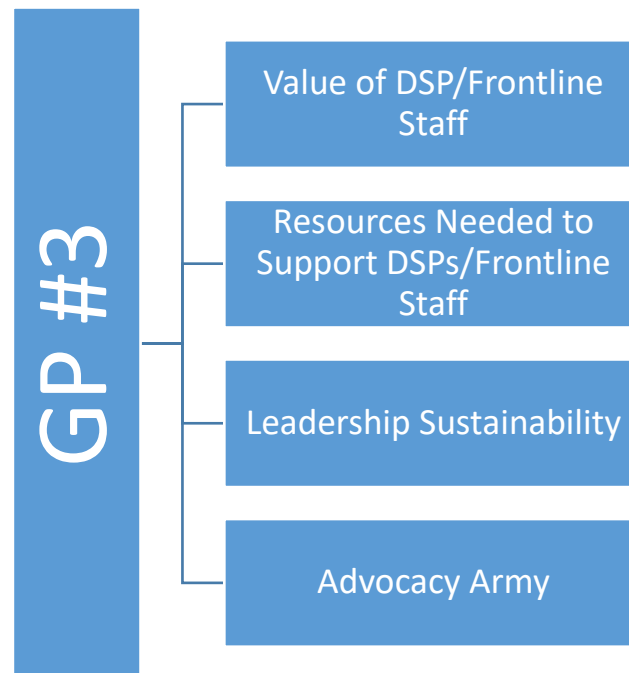 GP #3
Value of DSP/Frontline
Staff
Resources Needed to
Support DSPs/Frontline
Staff
Leadership Sustainability
Advocacy Army